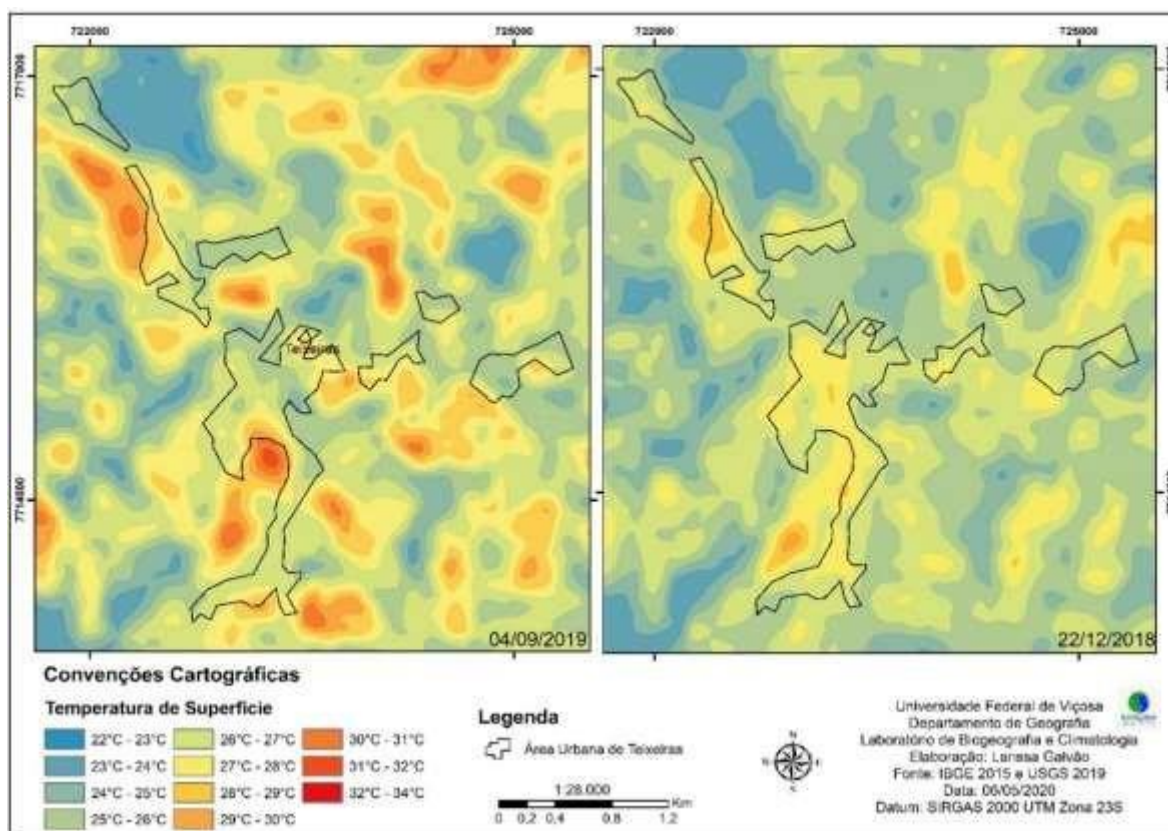 722000
725000
722000
725000
7717000
Teixeiras
7714000
04/09/2019
22/12/2018
Convenções Cartográficas
Temperatura de Superfície
22°C - 23°C
23°C - 24°C
24°C - 25°C
25°C - 26°C
26°C - 27°C
27°C - 28°C
28°C - 29°C
29°C - 30°C
30°C - 31°C
31°C - 32°C
32°C - 34°C
Legenda
Área Urbana de Teixeiras
1:28.000
Km
0 0,2 0,4 0,8 1,2
N
Universidade Federal de Viçosa
Departamento de Geografia
Laboratório de Biogeografia e Climatologia
Elaboração: Larissa Galvão
Fonte: IBGE 2015 e USGS 2019
Data: 06/05/2020
Datum: SIRGAS 2000 UTM Zona 23S